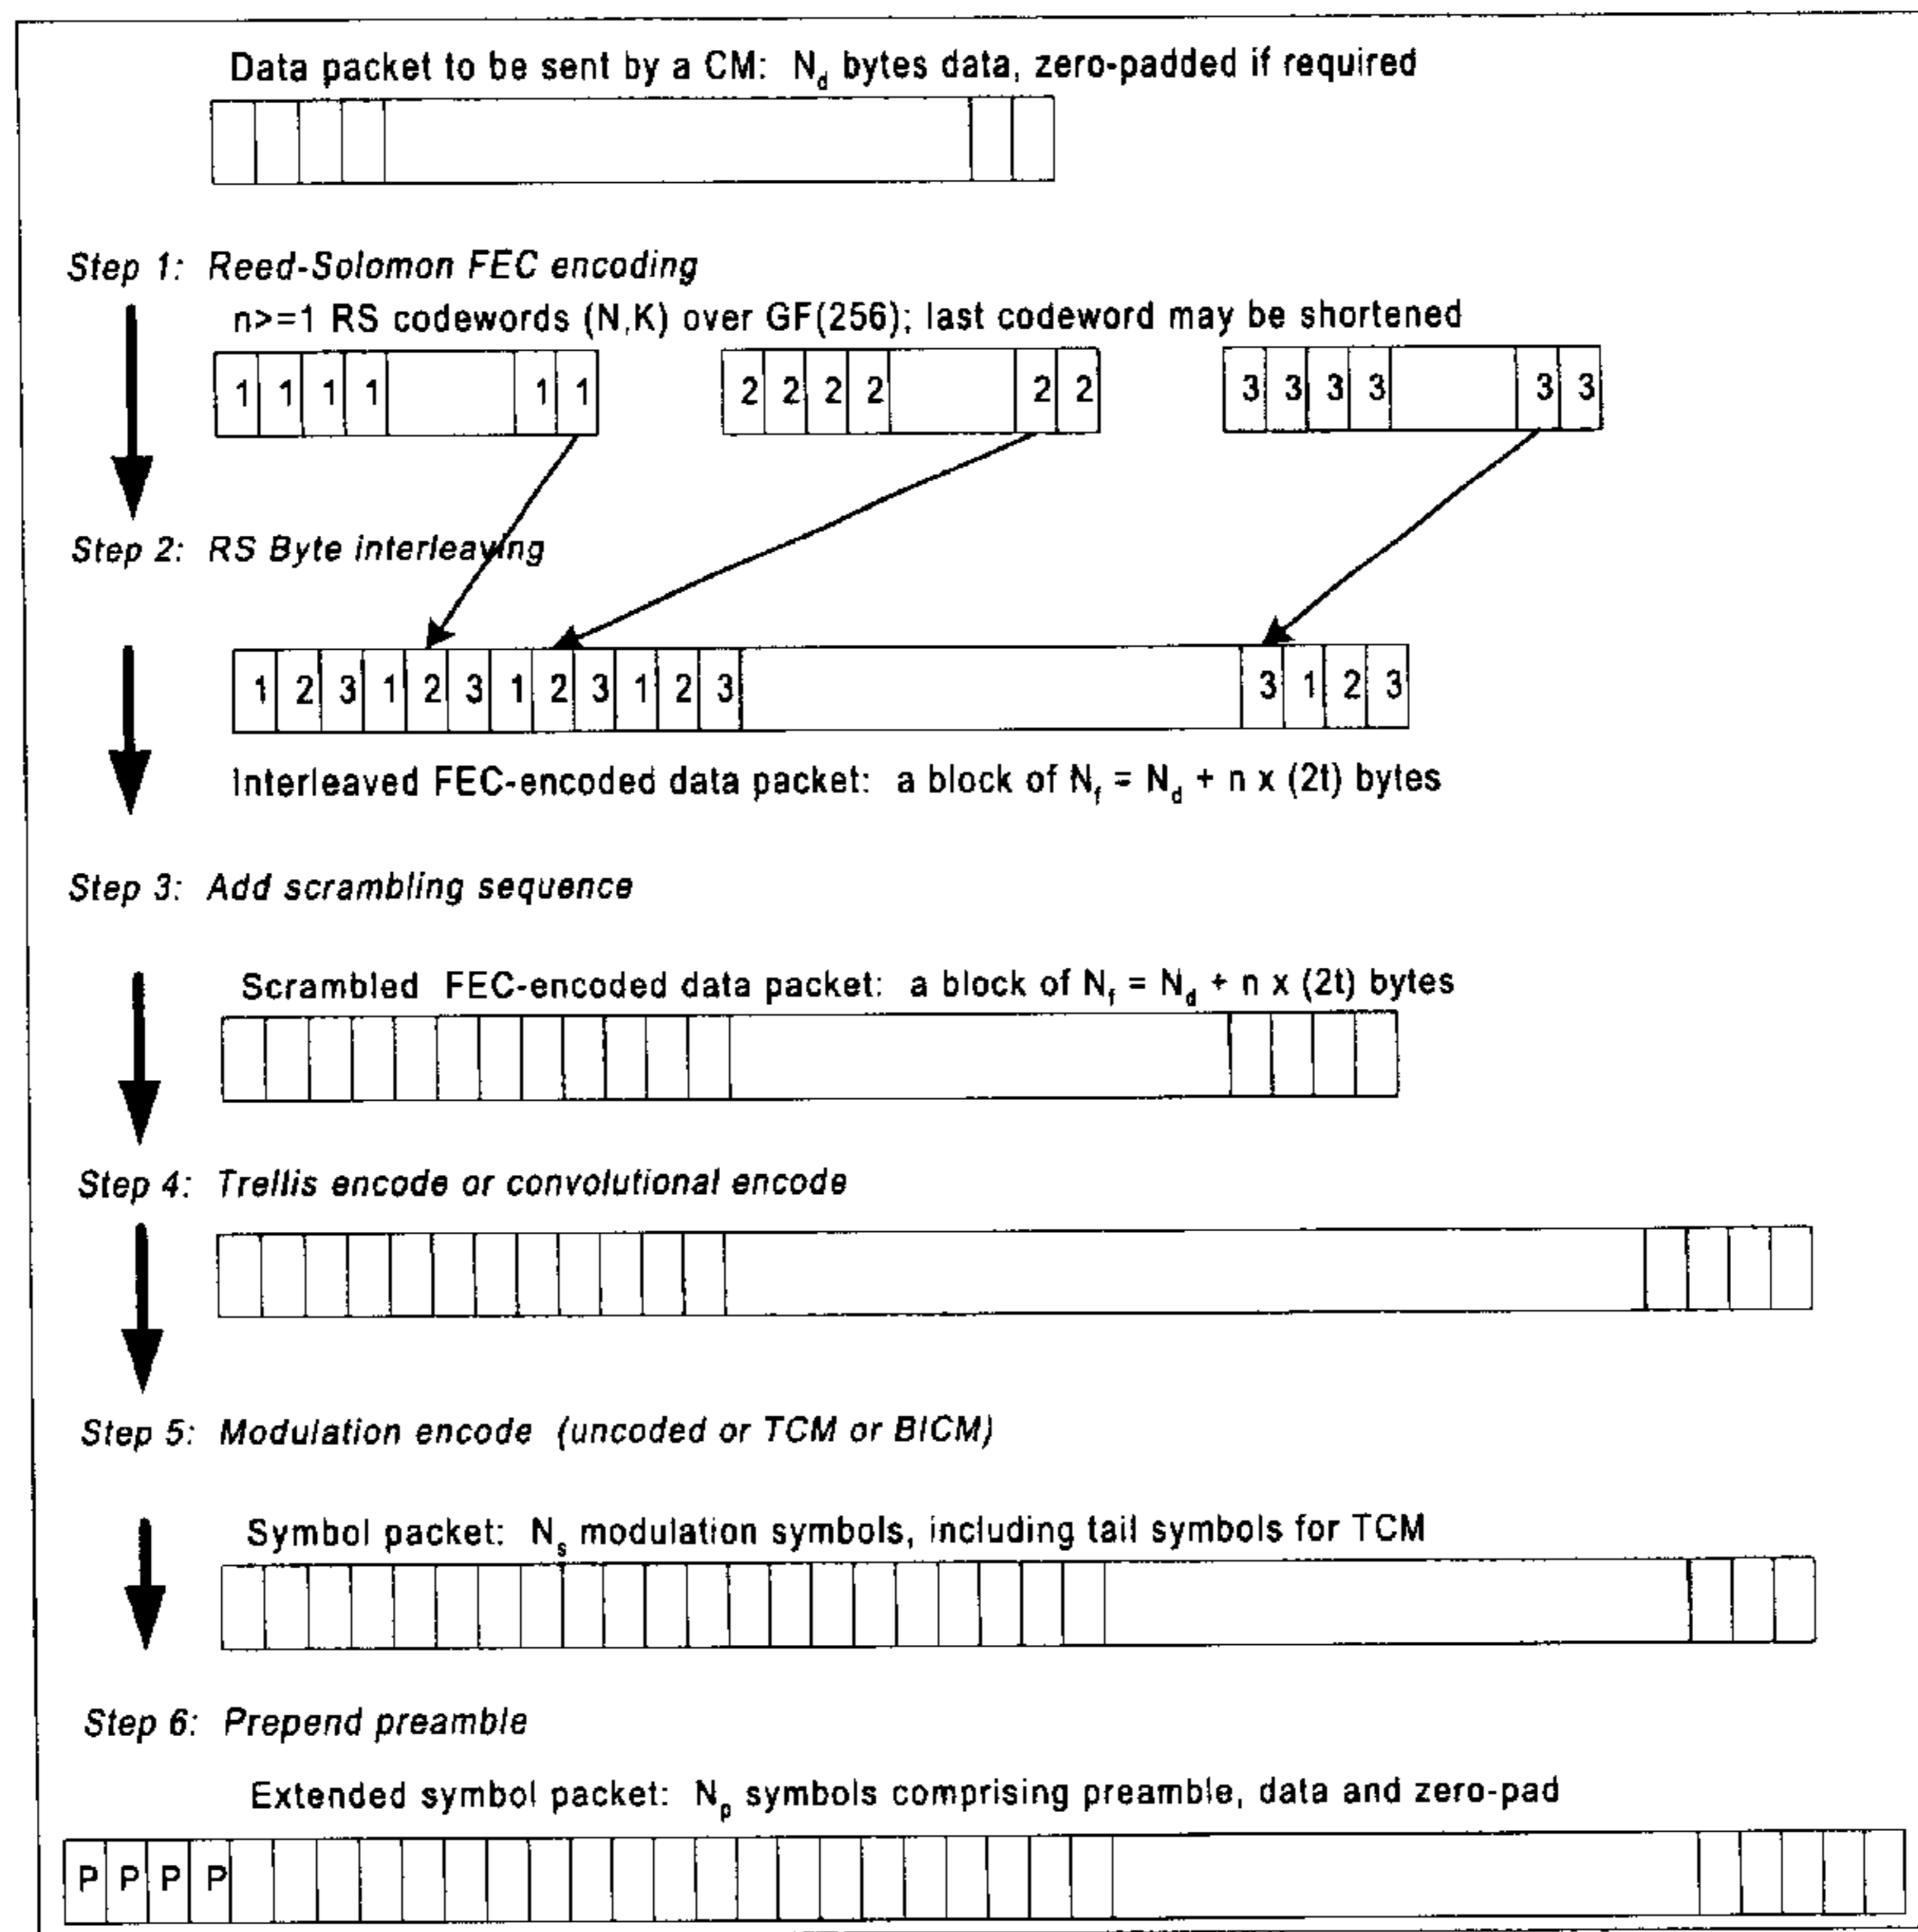 Data packet to be sent by a CM: N_d bytes data, zero-padded if required
Step 1: Reed-Solomon FEC encoding
n>=1 RS codewords (N,K) over GF(256); last codeword may be shortened
1 1 1 1 1 1 2 2 2 2 2 2 3 3 3 3 3 3
Step 2: RS Byte interleaving
1 2 3 1 2 3 1 2 3 1 2 3 3 1 2 3
Interleaved FEC-encoded data packet: a block of N_f = N_d + n x (2t) bytes
Step 3: Add scrambling sequence
Scrambled FEC-encoded data packet: a block of N_f = N_d + n x (2t) bytes
Step 4: Trellis encode or convolutional encode
Step 5: Modulation encode (uncoded or TCM or BICM)
Symbol packet: N_s modulation symbols, including tail symbols for TCM
Step 6: Prepend preamble
Extended symbol packet: N_p symbols comprising preamble, data and zero-pad
P P P P